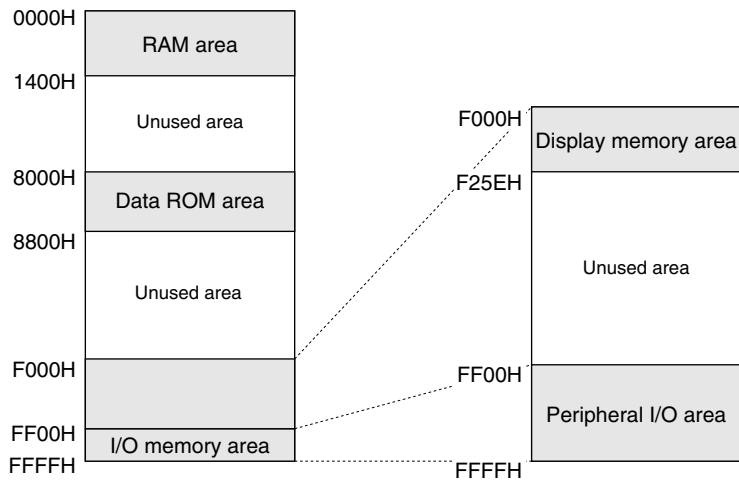 0000H
RAM area
1400H
Unused area
8000H
Data ROM area
8800H
Unused area
F000H
FF00H
I/O memory area
FFFFH
F000H
Display memory area
F25EH
Unused area
FF00H
Peripheral I/O area
FFFFH